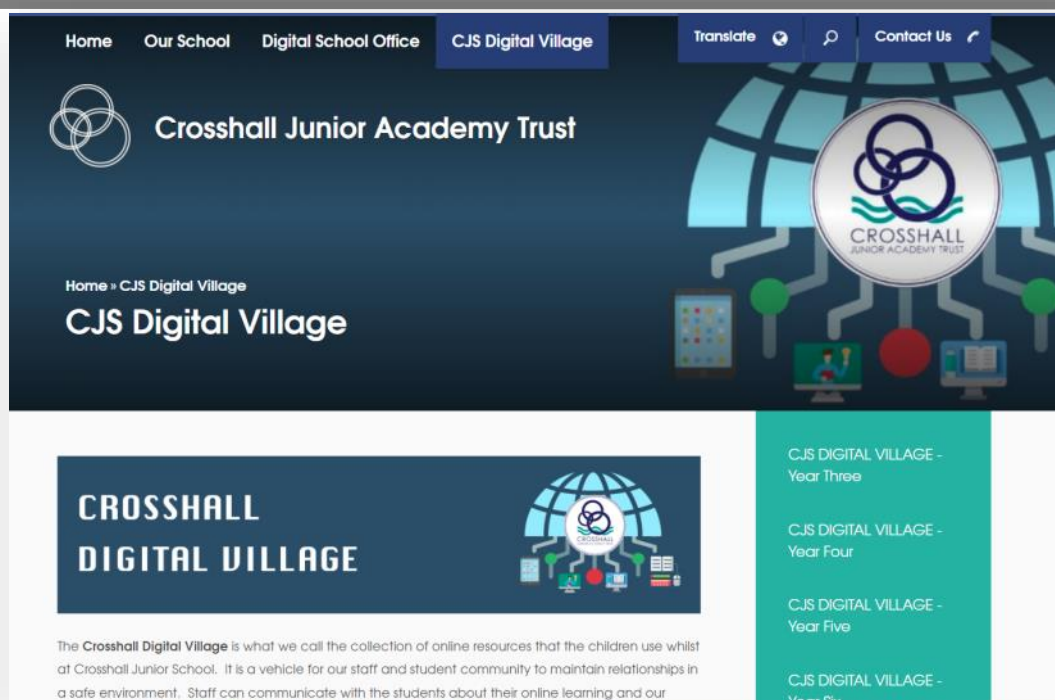 Home Our School Digital School Office CJS Digital Village Translate Contact Us
Crosshall Junior Academy Trust
CROSSHALL
JUNIOR ACADEMY TRUST
Home » CJS Digital Village
CJS Digital Village
CROSSHALL
DIGITAL VILLAGE
CROSSHALL
The Crosshall Digital Village is what we call the collection of online resources that the children use whilst
at Crosshall Junior School. It is a vehicle for our staff and student community to maintain relationships in
a safe environment. Staff can communicate with the students about their online learning and our
CJS DIGITAL VILLAGE -
Year Three
CJS DIGITAL VILLAGE -
Year Four
CJS DIGITAL VILLAGE -
Year Five
CJS DIGITAL VILLAGE -
Year Six